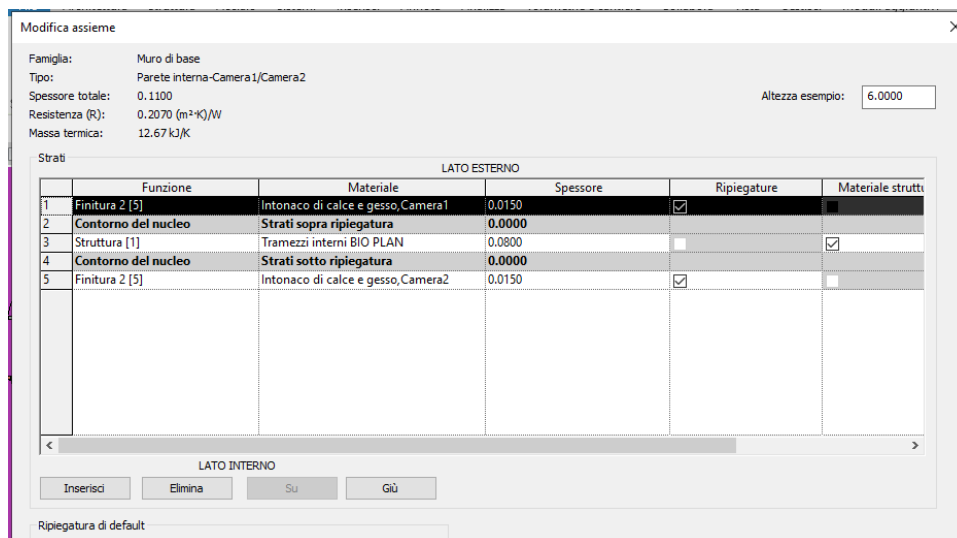 Modifica assieme
Famiglia: Muro di base
Tipo: Parete interna-Camera1/Camera2
Spessore totale: 0.1100
Altezza esempio: 6.0000
Resistenza (R): 0.2070 (m²·K)/W
Massa termica: 12.67 kJ/K
Strati
LATO ESTERNO
Funzione Materiale Spessore Ripiegature Materiale struttu
1 Finitura 2 [5] Intonaco di calce e gesso,Camera1 0.0150
2 Contorno del nucleo Strati sopra ripiegatura 0.0000
3 Struttura [1] Tramezzi interni BIO PLAN 0.0800
4 Contorno del nucleo Strati sotto ripiegatura 0.0000
5 Finitura 2 [5] Intonaco di calce e gesso,Camera2 0.0150
LATO INTERNO
Inserisci Elimina Su Giù
Ripiegatura di default